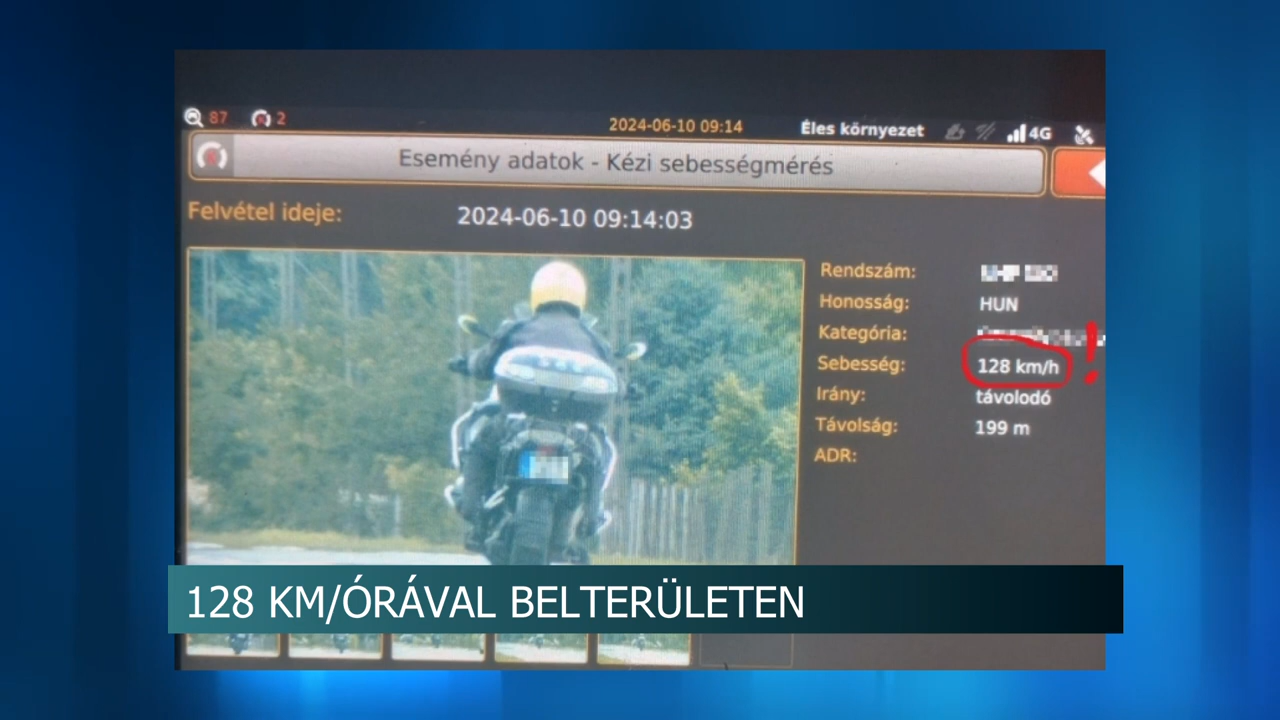 87
2
2024-06-10 09:14
Éles környezet
4G
Esemény adatok - Kézi sebességmérés
Felvétel ideje: 2024-06-10 09:14:03
Rendszám:
Honosság: HUN
Kategória:
Sebesség: 128 km/h !
Irány: távolodó
Távolság: 199 m
ADR:
128 KM/ÓRÁVAL BELTERÜLETEN